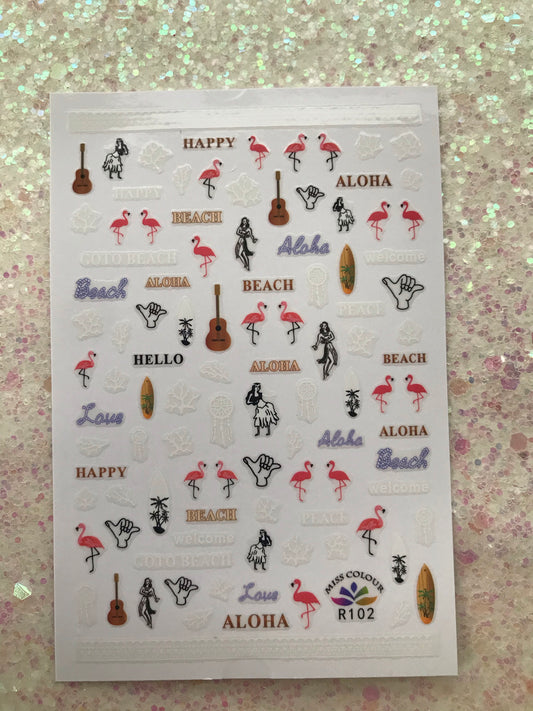 HAPPY
ALOHA
HAPPY
BEACH
Aloha
GOTO BEACH
welcome
Beach
ALOHA
BEACH
PEACE
HELLO
ALOHA
BEACH
Love
Aloha
ALOHA
Beach
HAPPY
welcome
BEACH
PEACE
welcome
GOTO BEACH
Love
ALOHA
MISS COLOUR
R102